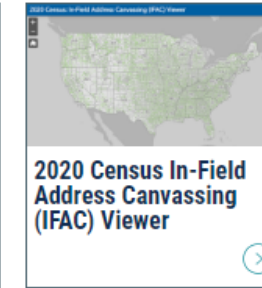 2020 Census In-Field Address Canvassing (IFAC) Viewer
2020 Census In-Field
Address Canvassing
(IFAC) Viewer